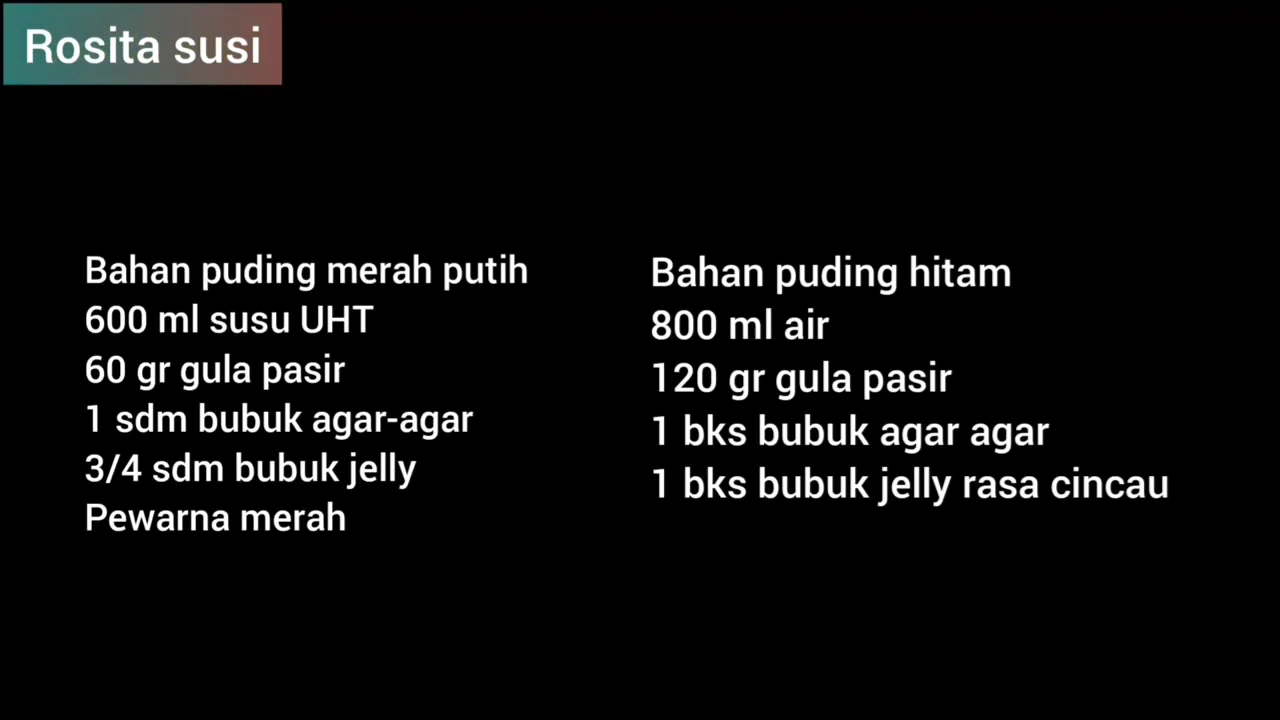 Rosita susi
Bahan puding merah putih
600 ml susu UHT
60 gr gula pasir
1 sdm bubuk agar-agar
3/4 sdm bubuk jelly
Pewarna merah
Bahan puding hitam
800 ml air
120 gr gula pasir
1 bks bubuk agar agar
1 bks bubuk jelly rasa cincau